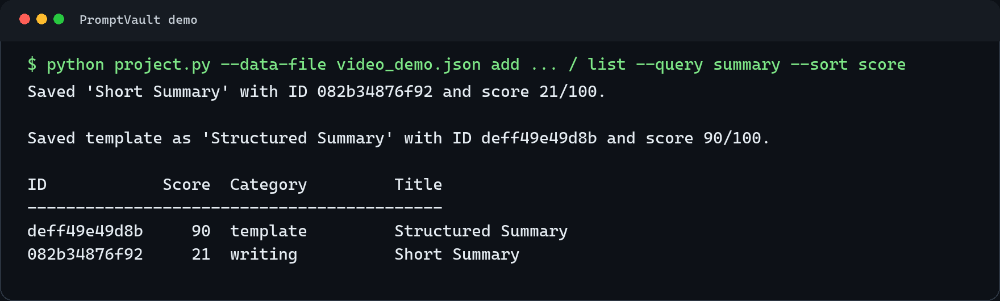 PromptVault demo
$ python project.py --data-file video_demo.json add ... / list --query summary --sort score
Saved 'Short Summary' with ID 082b34876f92 and score 21/100.
Saved template as 'Structured Summary' with ID deff49e49d8b and score 90/100.
ID            Score  Category         Title
-------------------------------------------
deff49e49d8b     90  template         Structured Summary
082b34876f92     21  writing          Short Summary